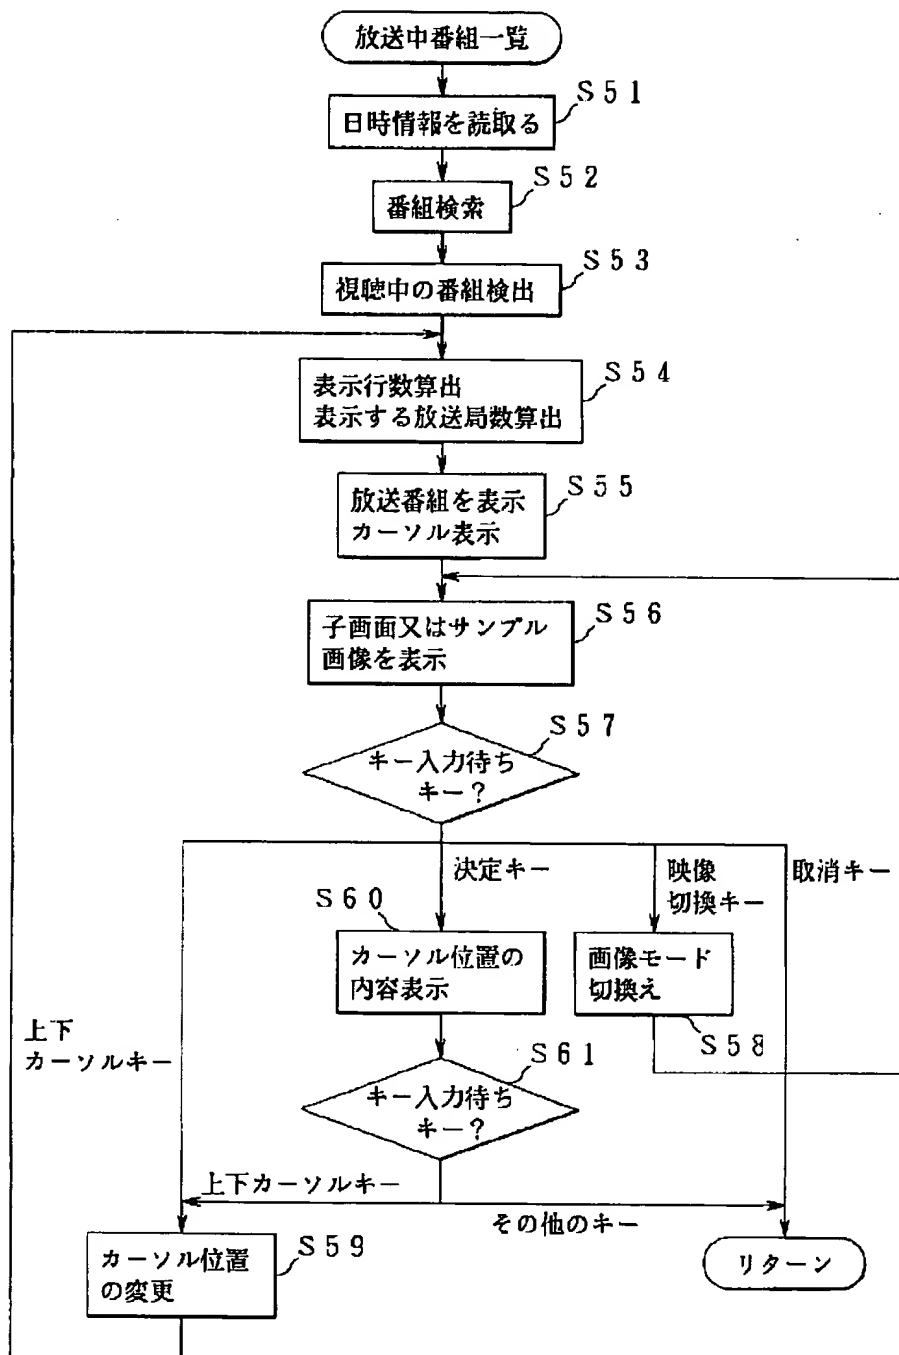 放送中番組一覧
S51
日時情報を読取る
S52
番組検索
S53
視聴中の番組検出
S54
表示行数算出
表示する放送局数算出
S55
放送番組を表示
カーソル表示
S56
子画面又はサンプル
画像を表示
S57
キー入力待ち
キー?
決定キー
映像
切換キー
取消キー
S60
カーソル位置の
内容表示
画像モード
切換え
S58
上下
カーソルキー
S61
キー入力待ち
キー?
上下カーソルキー
その他のキー
S59
カーソル位置
の変更
リターン